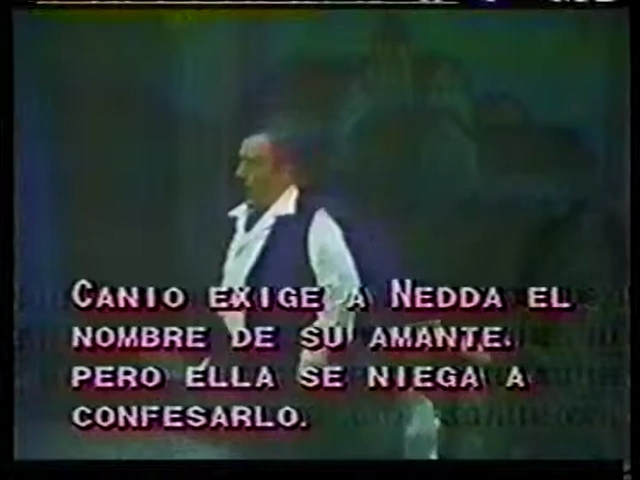 CANIO EXIGE A NEDDA EL
NOMBRE DE SU AMANTE.
PERO ELLA SE NIEGA A
CONFESARLO.